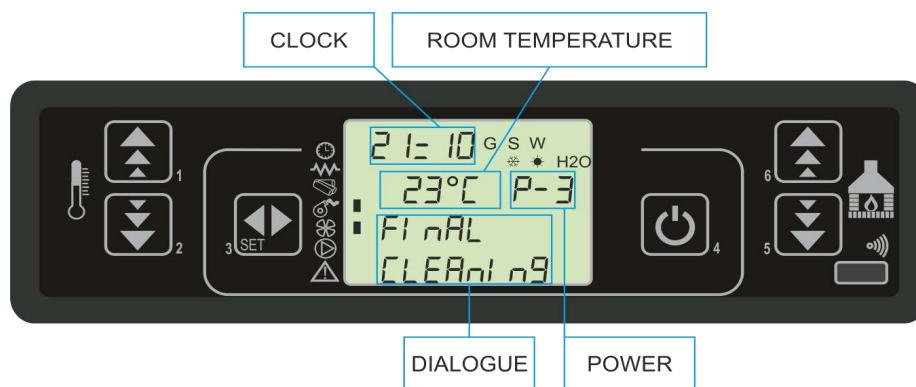 CLOCK
ROOM TEMPERATURE
21:10 G S W
H2O
1
6
23°C P-3
3 SET
4
FInAL
2
5
CLEAnIng
DIALOGUE
POWER